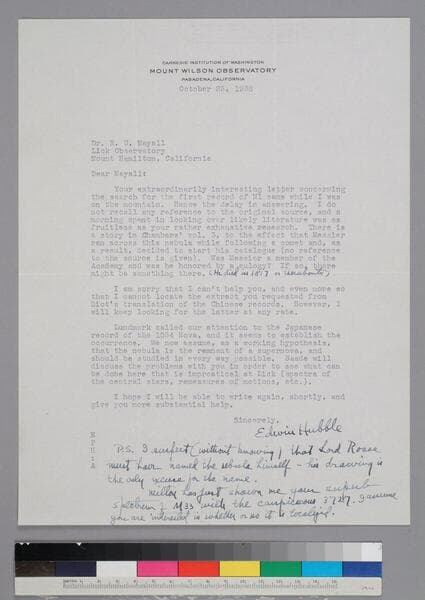 CARNEGIE INSTITUTION OF WASHINGTON
MOUNT WILSON OBSERVATORY
PASADENA, CALIFORNIA
October 25, 1938
Dr. N. U. Mayall
Lick Observatory
Mount Hamilton, California
Dear Mayall:
Your extraordinarily interesting letter concerning
the search for the first record of M1 came while I was
on the mountain. Hence the delay in answering. I do
not recall any reference to the original source, and a
morning spent in looking over likely literature was as
fruitless as your rather exhaustive research. There is
a story in Chambers' vol. 3, to the effect that Messier
ran across this nebula while following a comet and, as
a result, decided to start his catalogue (no reference
to the source is given). Was Messier a member of the
Academy and was he honored by a eulogy? If so, there
might be something there. (He died in 1817
I am sorry that I can't help you, and even more so
that I cannot locate the extract you requested from
Biot's translation of the Chinese records. However, I
will keep looking for the latter at any rate.
Lundmark called our attention to the Japanese
record of the 1054 Nova, and it seems to establish the
occurrence. We now assume, as a working hypothesis,
that the nebula is the remnant of a supernova, and
should be studied in every way possible. Baade will
discuss the problems with you in order to see what can
be done here that is impractical at Lick (spectra of
the central stars, remeasures of motions, etc.).
I hope I will be able to write again, shortly, and
give you more substantial help.
Sincerely,
Edwin Hubble
E
P
H
:
A
P.S. I suspect (without knowing) that Lord Rosse
must have named the nebula himself - his drawing is
the only excuse for the name.
has just shown me your superb
spectrum of M33 with the conspicuous 3727. I assume
you are interested in whether or no it is localized.